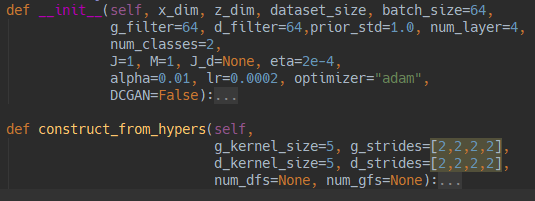 def __init__(self, x_dim, z_dim, dataset_size, batch_size=64,
g_filter=64, d_filter=64,prior_std=1.0, num_layer=4,
num_classes=2,
J=1, M=1, J_d=None, eta=2e-4,
alpha=0.01, lr=0.0002, optimizer="adam",
DCGAN=False):...
def construct_from_hypers(self,
g_kernel_size=5, g_strides=[2,2,2,2],
d_kernel_size=5, d_strides=[2,2,2,2],
num_dfs=None, num_gfs=None):...